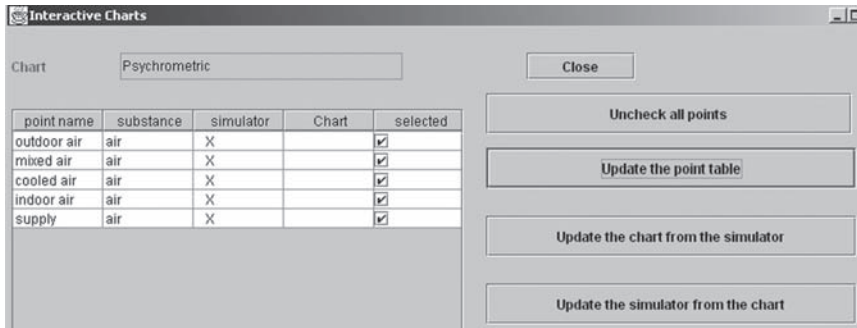 Interactive Charts
Chart Psychrometric Close
point name substance simulator Chart selected
outdoor air air X
mixed air air X
cooled air air X
indoor air air X
supply air X
Uncheck all points
Update the point table
Update the chart from the simulator
Update the simulator from the chart